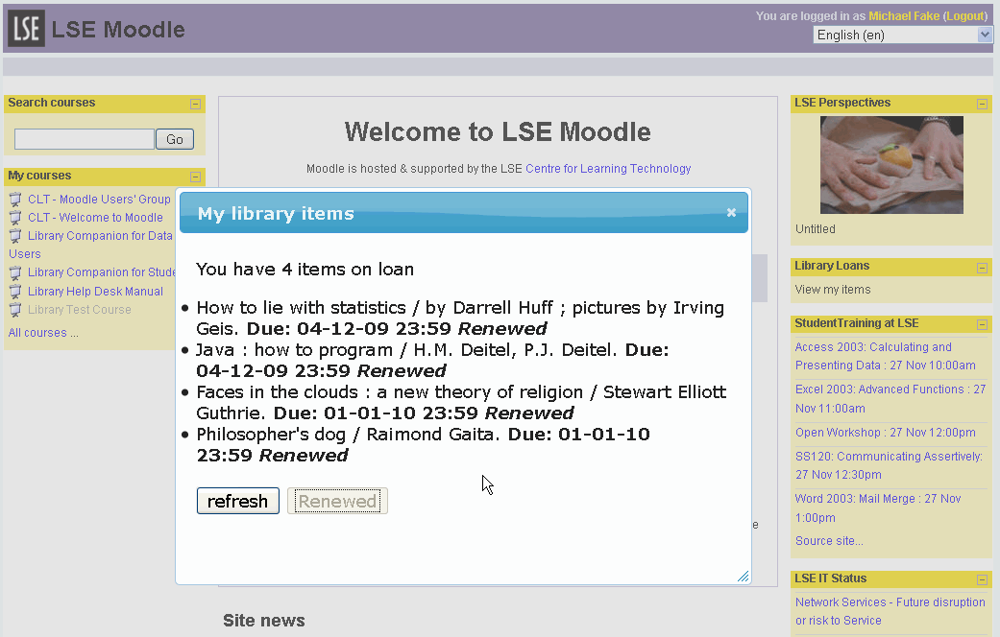 LSE LSE Moodle
You are logged in as Michael Fake (Logout)
English (en)
Search courses
Go
My courses
CLT - Moodle Users' Group
CLT - Welcome to Moodle
Library Companion for Data
Users
Library Companion for Stude
Library Help Desk Manual
Library Test Course
All courses ...
Welcome to LSE Moodle
Moodle is hosted & supported by the LSE Centre for Learning Technology
My library items
You have 4 items on loan
• How to lie with statistics / by Darrell Huff ; pictures by Irving
Geis. Due: 04-12-09 23:59 Renewed
• Java : how to program / H.M. Deitel, P.J. Deitel. Due:
04-12-09 23:59 Renewed
• Faces in the clouds : a new theory of religion / Stewart Elliott
Guthrie. Due: 01-01-10 23:59 Renewed
• Philosopher's dog / Raimond Gaita. Due: 01-01-10
23:59 Renewed
refresh Renewed
e
Site news
LSE Perspectives
Untitled
Library Loans
View my items
StudentTraining at LSE
Access 2003: Calculating and
Presenting Data : 27 Nov 10:00am
Excel 2003: Advanced Functions : 27
Nov 11:00am
Open Workshop : 27 Nov 12:00pm
SS120: Communicating Assertively:
27 Nov 12:30pm
Word 2003: Mail Merge : 27 Nov
1:00pm
Source site...
LSE IT Status
Network Services - Future disruption
or risk to Service